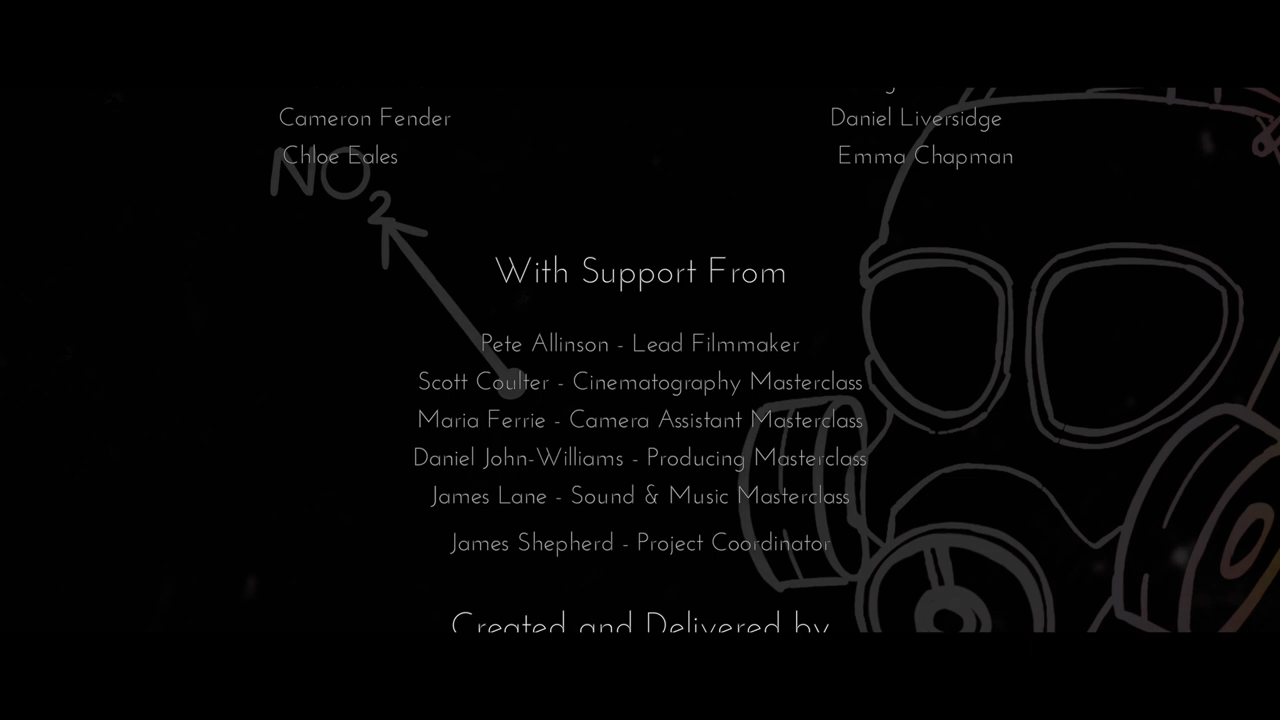 Cameron Fender
Daniel Liversidge
Chloe Eales
Emma Chapman
NO2
With Support From
Pete Allinson - Lead Filmmaker
Scott Coulter - Cinematography Masterclass
Maria Ferrie - Camera Assistant Masterclass
Daniel John-Williams - Producing Masterclass
James Lane - Sound & Music Masterclass
James Shepherd - Project Coordinator
Created and Delivered by